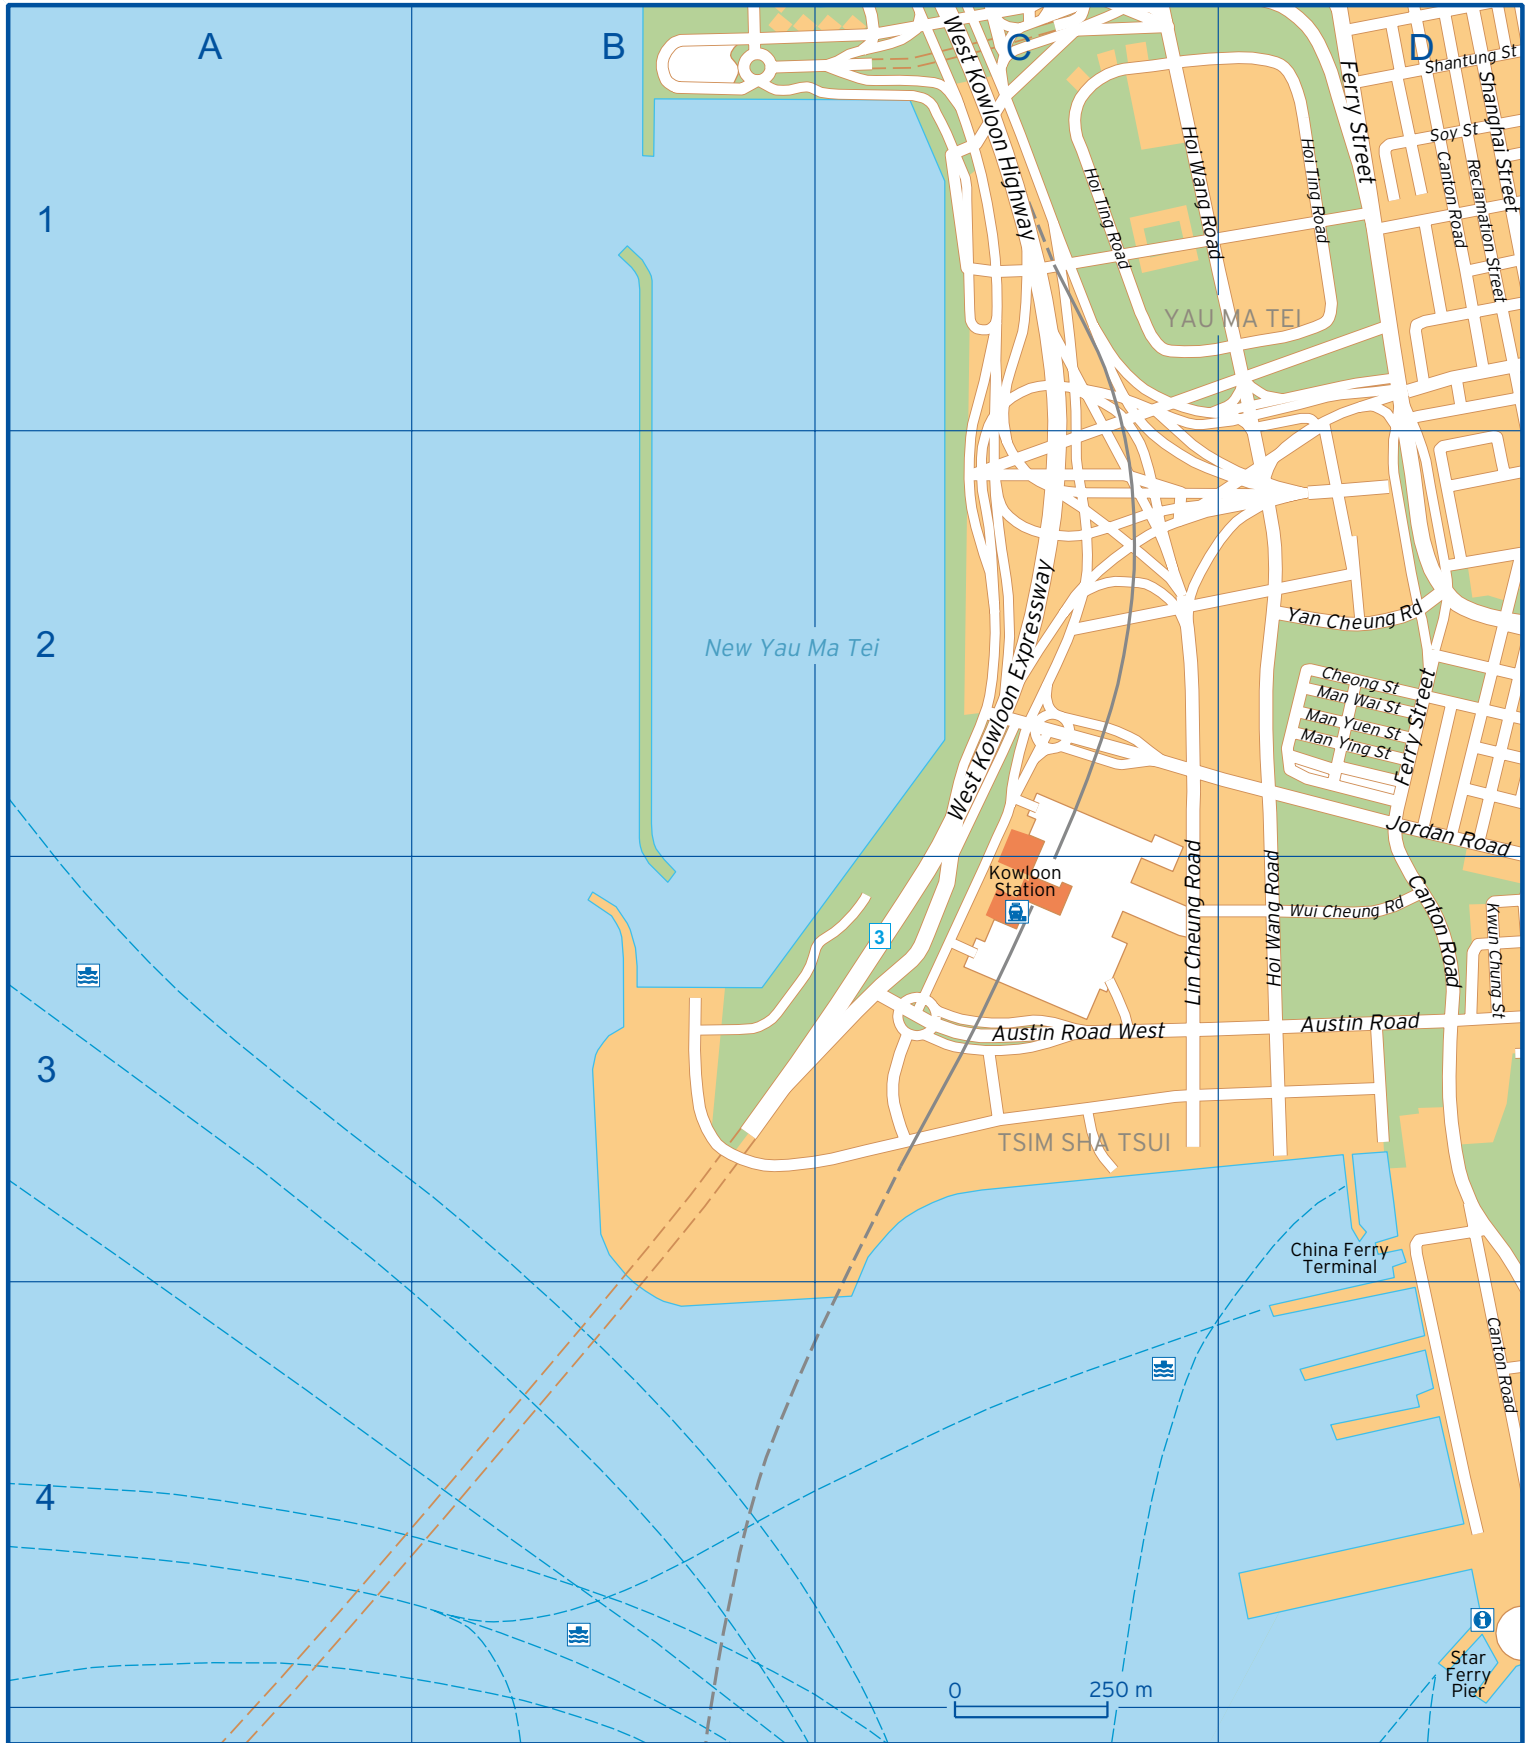 A
B
C
D
West Kowloon Highway
Ferry Street
Shantung St
Shanghai Street
Soy St
Canton Road
Reclamation Street
Hoi Wang Road
Hoi Ting Road
Hoi Ting Road
1
YAU MA TEI
2
New Yau Ma Tei
West Kowloon Expressway
Yan Cheung Rd
Cheong St
Man Wai St
Man Yuen St
Man Ying St
Ferry Street
Jordan Road
Kowloon
Station
3
Lin Cheung Road
Hoi Wang Road
Wui Cheung Rd
Canton Road
Kwun Chung St
Austin Road West
Austin Road
3
TSIM SHA TSUI
China Ferry
Terminal
Canton Road
4
Star
Ferry
Pier
0
250 m